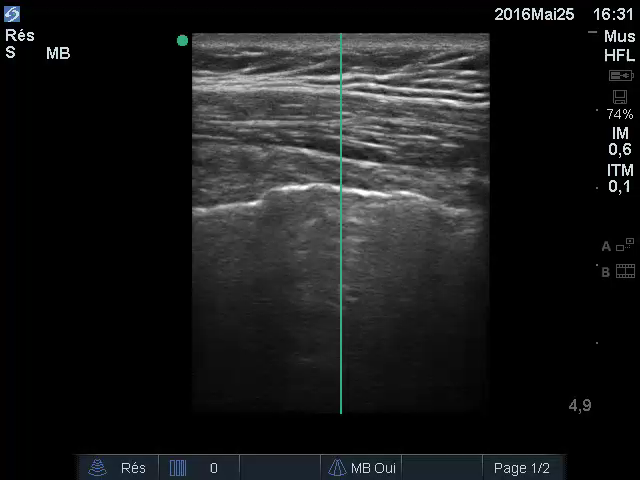 2016Mai25 16:31
Rés
S MB
Mus
HFL
74%
IM
0,6
ITM
0,1
A
B
4,9
Rés 0 MB Oui Page 1/2